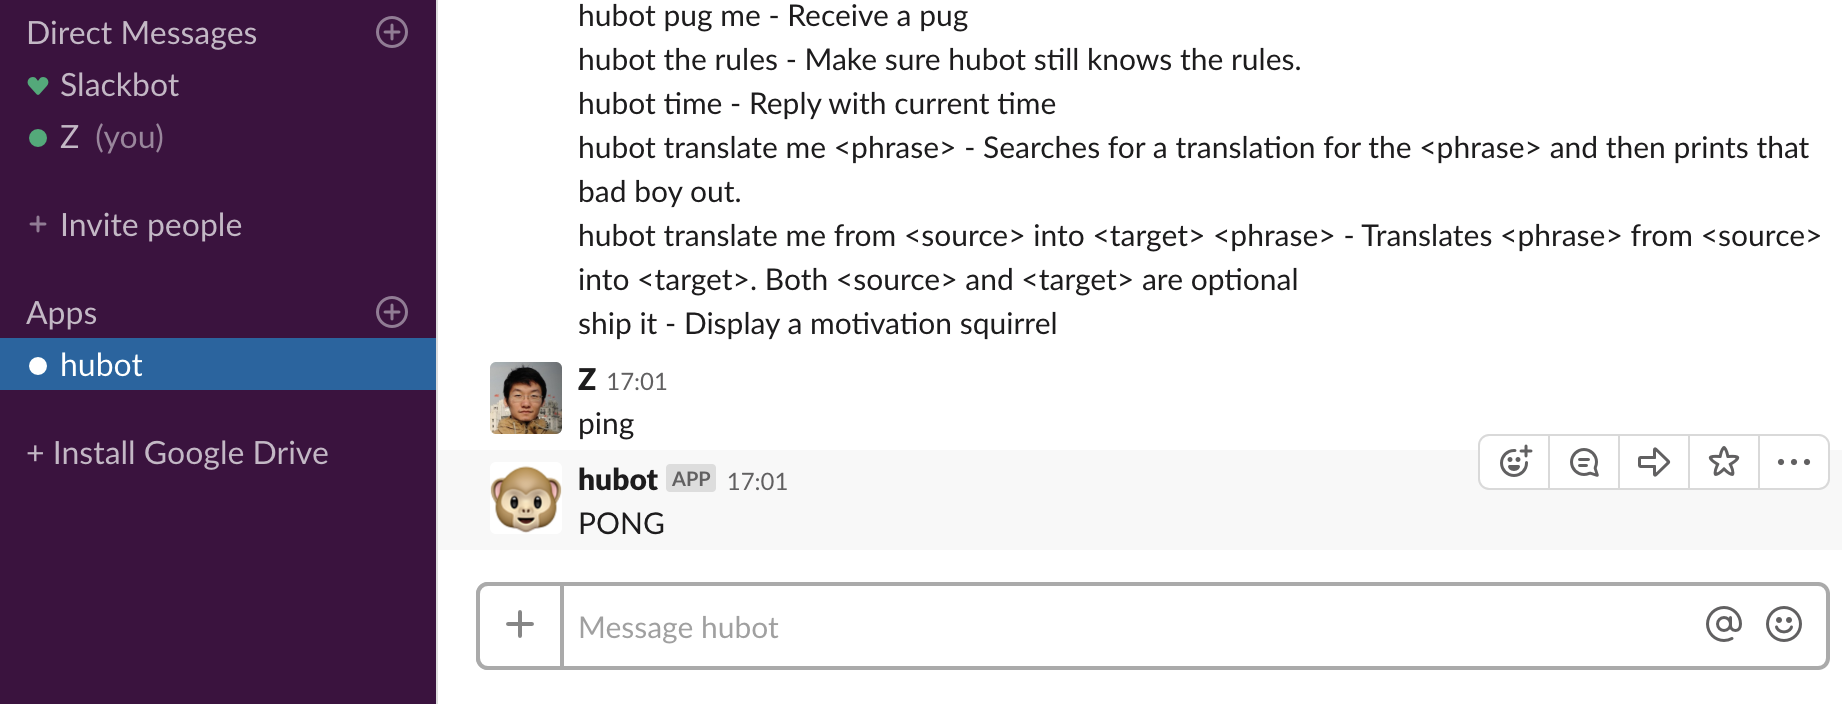 Direct Messages
Slackbot
Z (you)
+ Invite people
Apps
hubot
+ Install Google Drive
hubot pug me - Receive a pug
hubot the rules - Make sure hubot still knows the rules.
hubot time - Reply with current time
hubot translate me <phrase> - Searches for a translation for the <phrase> and then prints that
bad boy out.
hubot translate me from <source> into <target> <phrase> - Translates <phrase> from <source>
into <target>. Both <source> and <target> are optional
ship it - Display a motivation squirrel
Z 17:01
ping
hubot APP 17:01
PONG
Message hubot